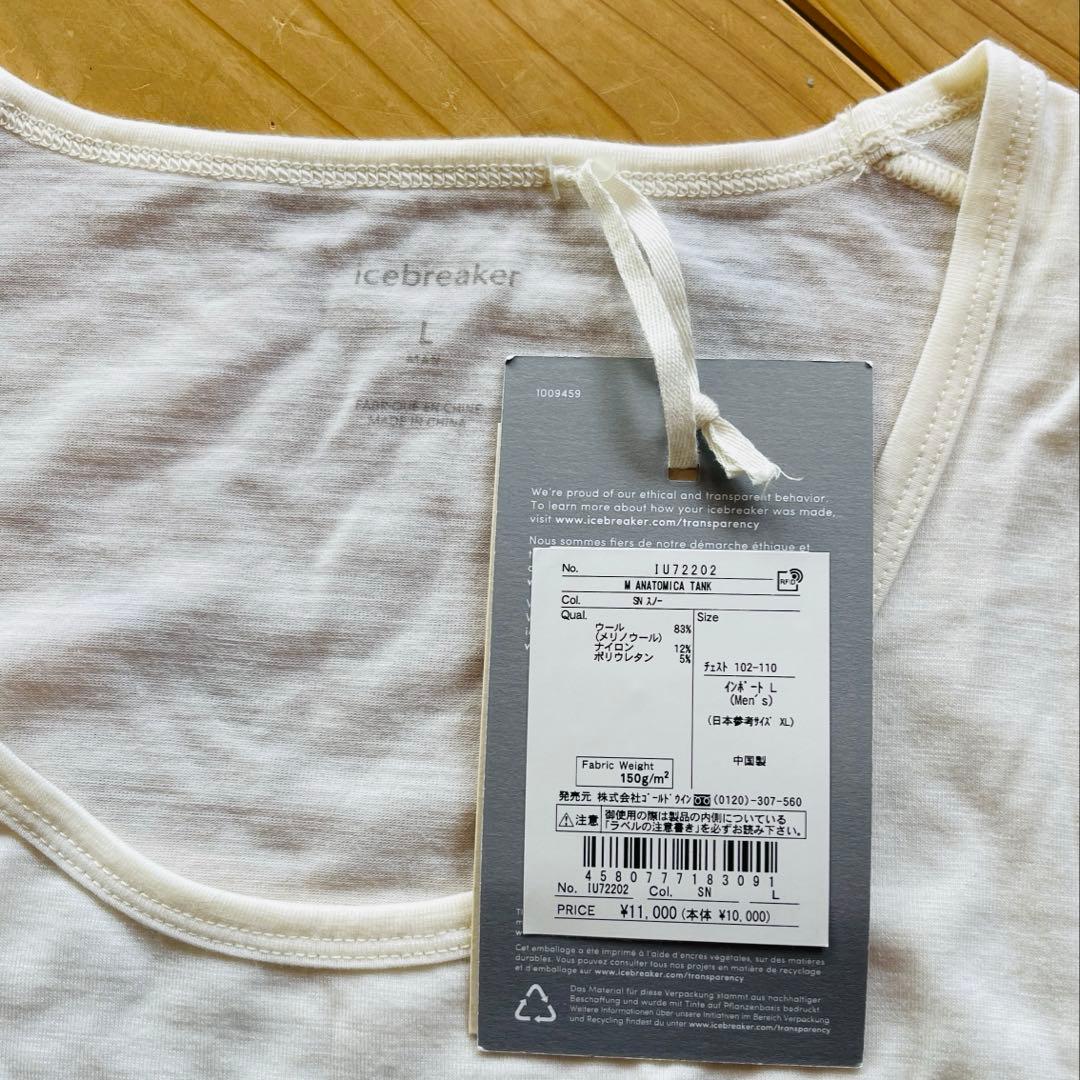 icebreaker
L
MAN
FABRIQUÉ EN CHINE
MADE IN CHINA
1009459
We're proud of our ethical and transparent behavior.
To learn more about how your icebreaker was made,
visit www.icebreaker.com/transparency
Nous sommes fiers de notre démarche éthique et
No. IU72202
M ANATOMICA TANK
RFID
Col. SN スノー
Qual.
ウール 83%
(メリノウール)
ナイロン 12%
ポリウレタン 5%
Size
チェスト 102-110
インポート L
(Men's)
(日本参考サイズ XL)
中国製
Fabric Weight
150g/m²
発売元 株式会社ゴールドウイン (0120)-307-560
注意
御使用の際は製品の内側についている
「ラベルの注意書き」を必ずお読み下さい。
4580777183091
No. IU72202 Col. SN L
PRICE ¥11,000 (本体 ¥10,000)
Cet emballage a été imprimé à l'aide d'encres végétales, sur des matières
durables. Vous pouvez consulter tous nos projets en matière de recyclage
et d'emballage sur www.icebreaker.com/transparency
Das Material für diese Verpackung stammt aus nachhaltiger
Beschaffung und wurde mit Tinte auf Pflanzenbasis bedruckt.
Weitere Informationen über unsere Initiativen im Bereich Verpackung
und Recycling findest du unter www.icebreaker.com/transparency